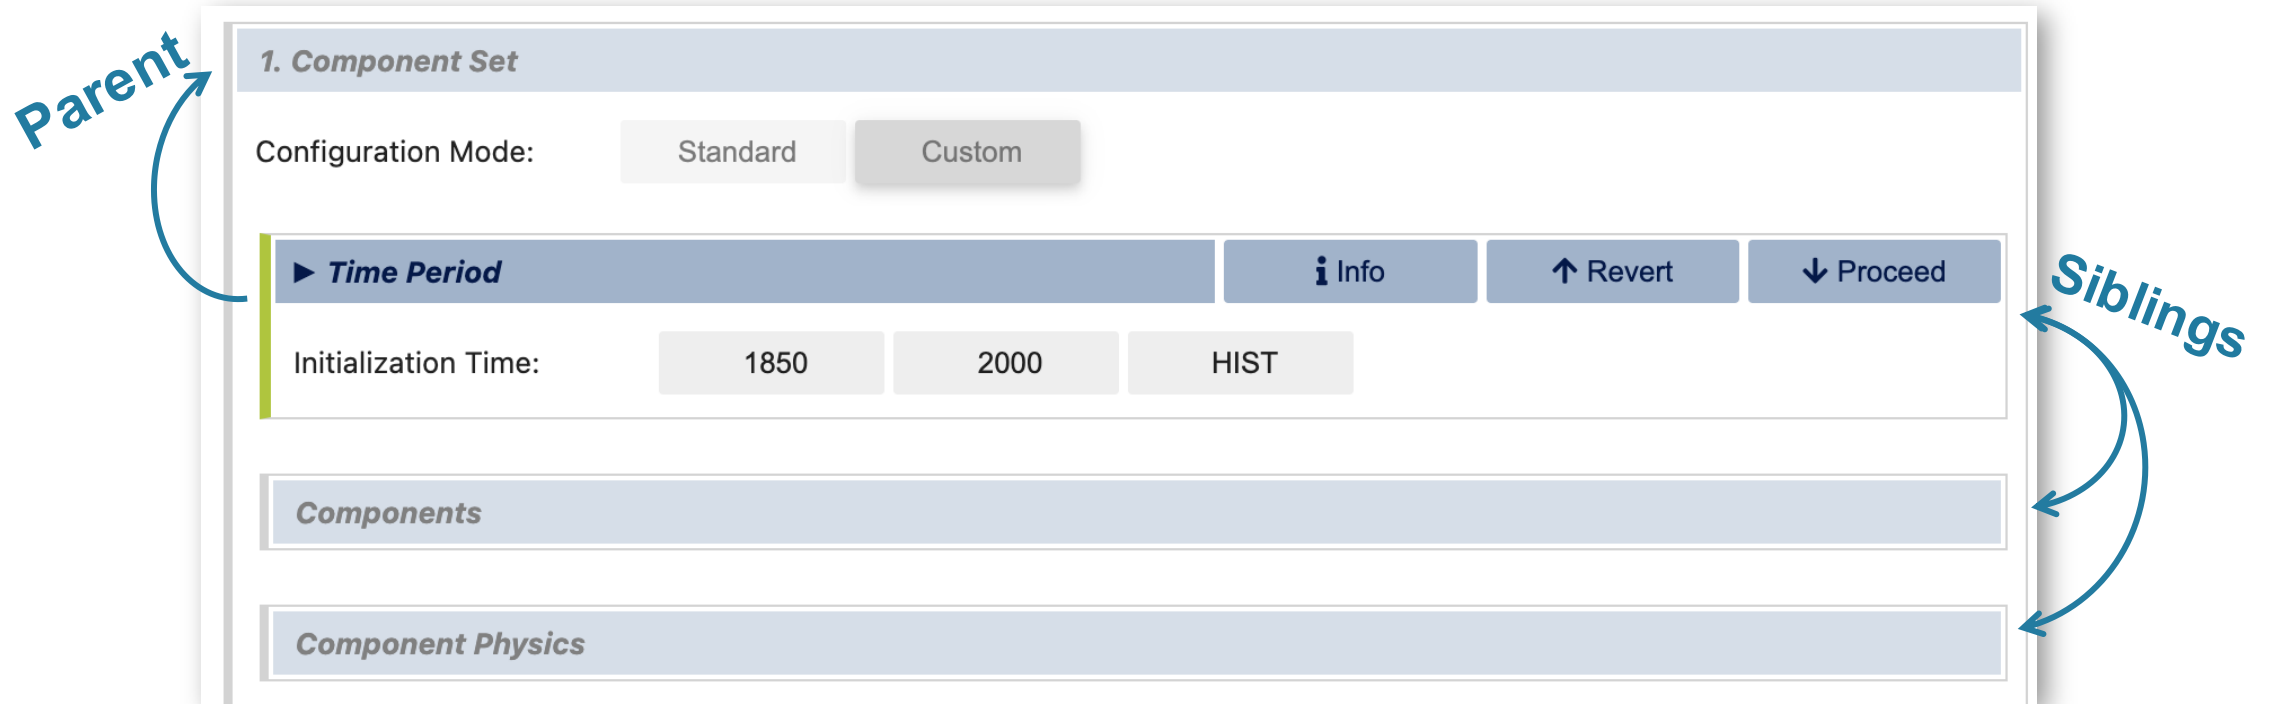 Parent
1. Component Set
Configuration Mode: Standard Custom
▶ Time Period Info Revert Proceed
Siblings
Initialization Time: 1850 2000 HIST
Components
Component Physics